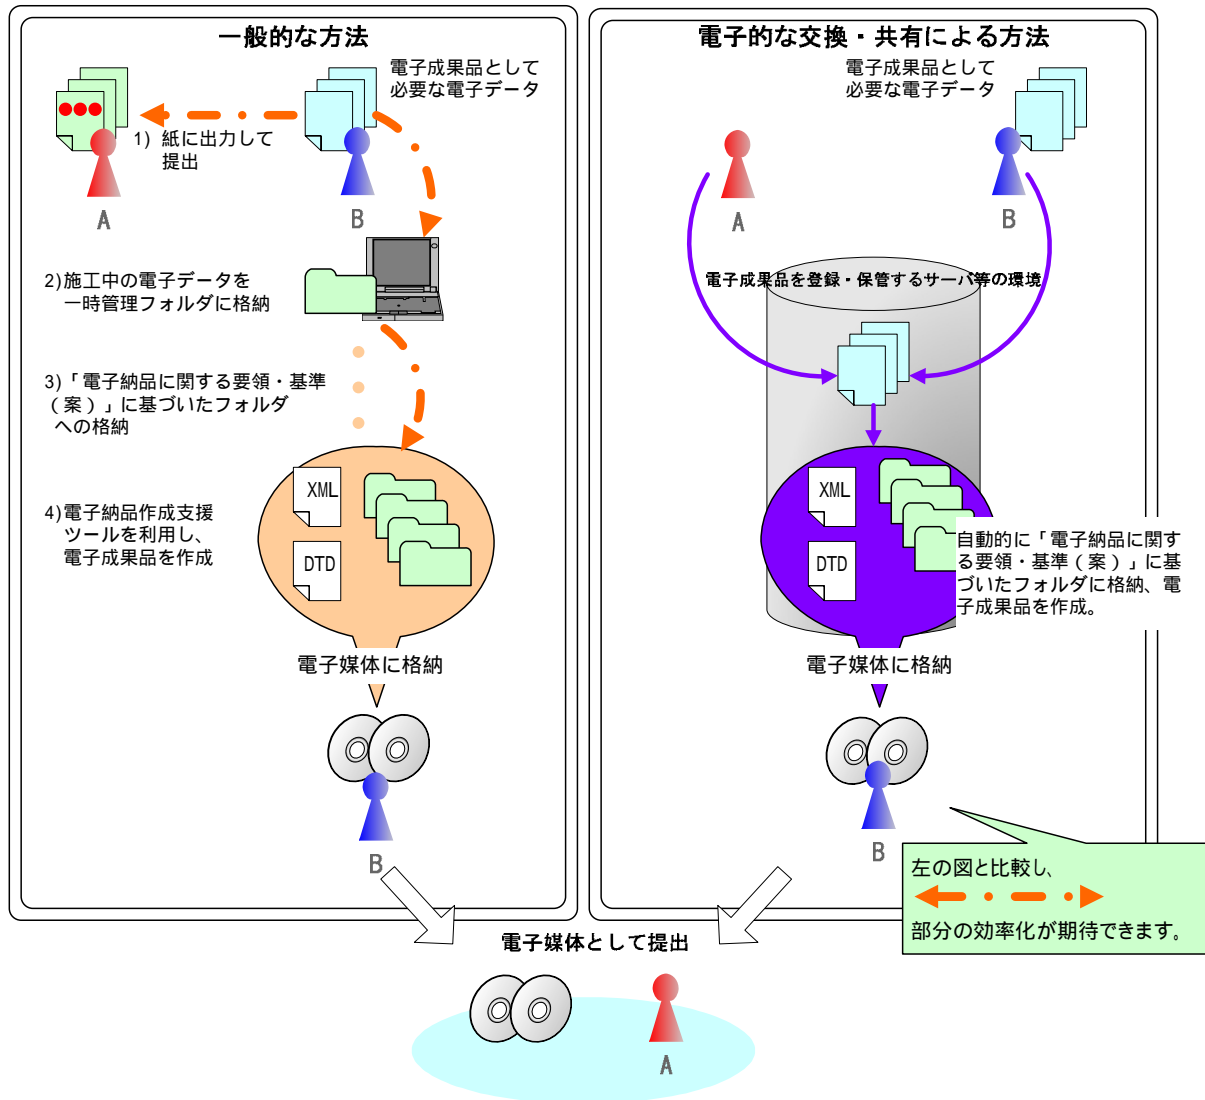 一般的な方法
電子成果品として
必要な電子データ
1) 紙に出力して
提出
A
B
2)施工中の電子データを
一時管理フォルダに格納
3)「電子納品に関する要領・基準
(案)」に基づいたフォルダ
への格納
4)電子納品作成支援
ツールを利用し、
電子成果品を作成
XML
DTD
電子媒体に格納
B
電子的な交換・共有による方法
電子成果品として
必要な電子データ
A
B
電子成果品を登録・保管するサーバ等の環境
XML
DTD
自動的に「電子納品に関す
る要領・基準(案)」に基
づいたフォルダに格納、電
子成果品を作成。
電子媒体に格納
B
左の図と比較し、
部分の効率化が期待できます。
電子媒体として提出
A